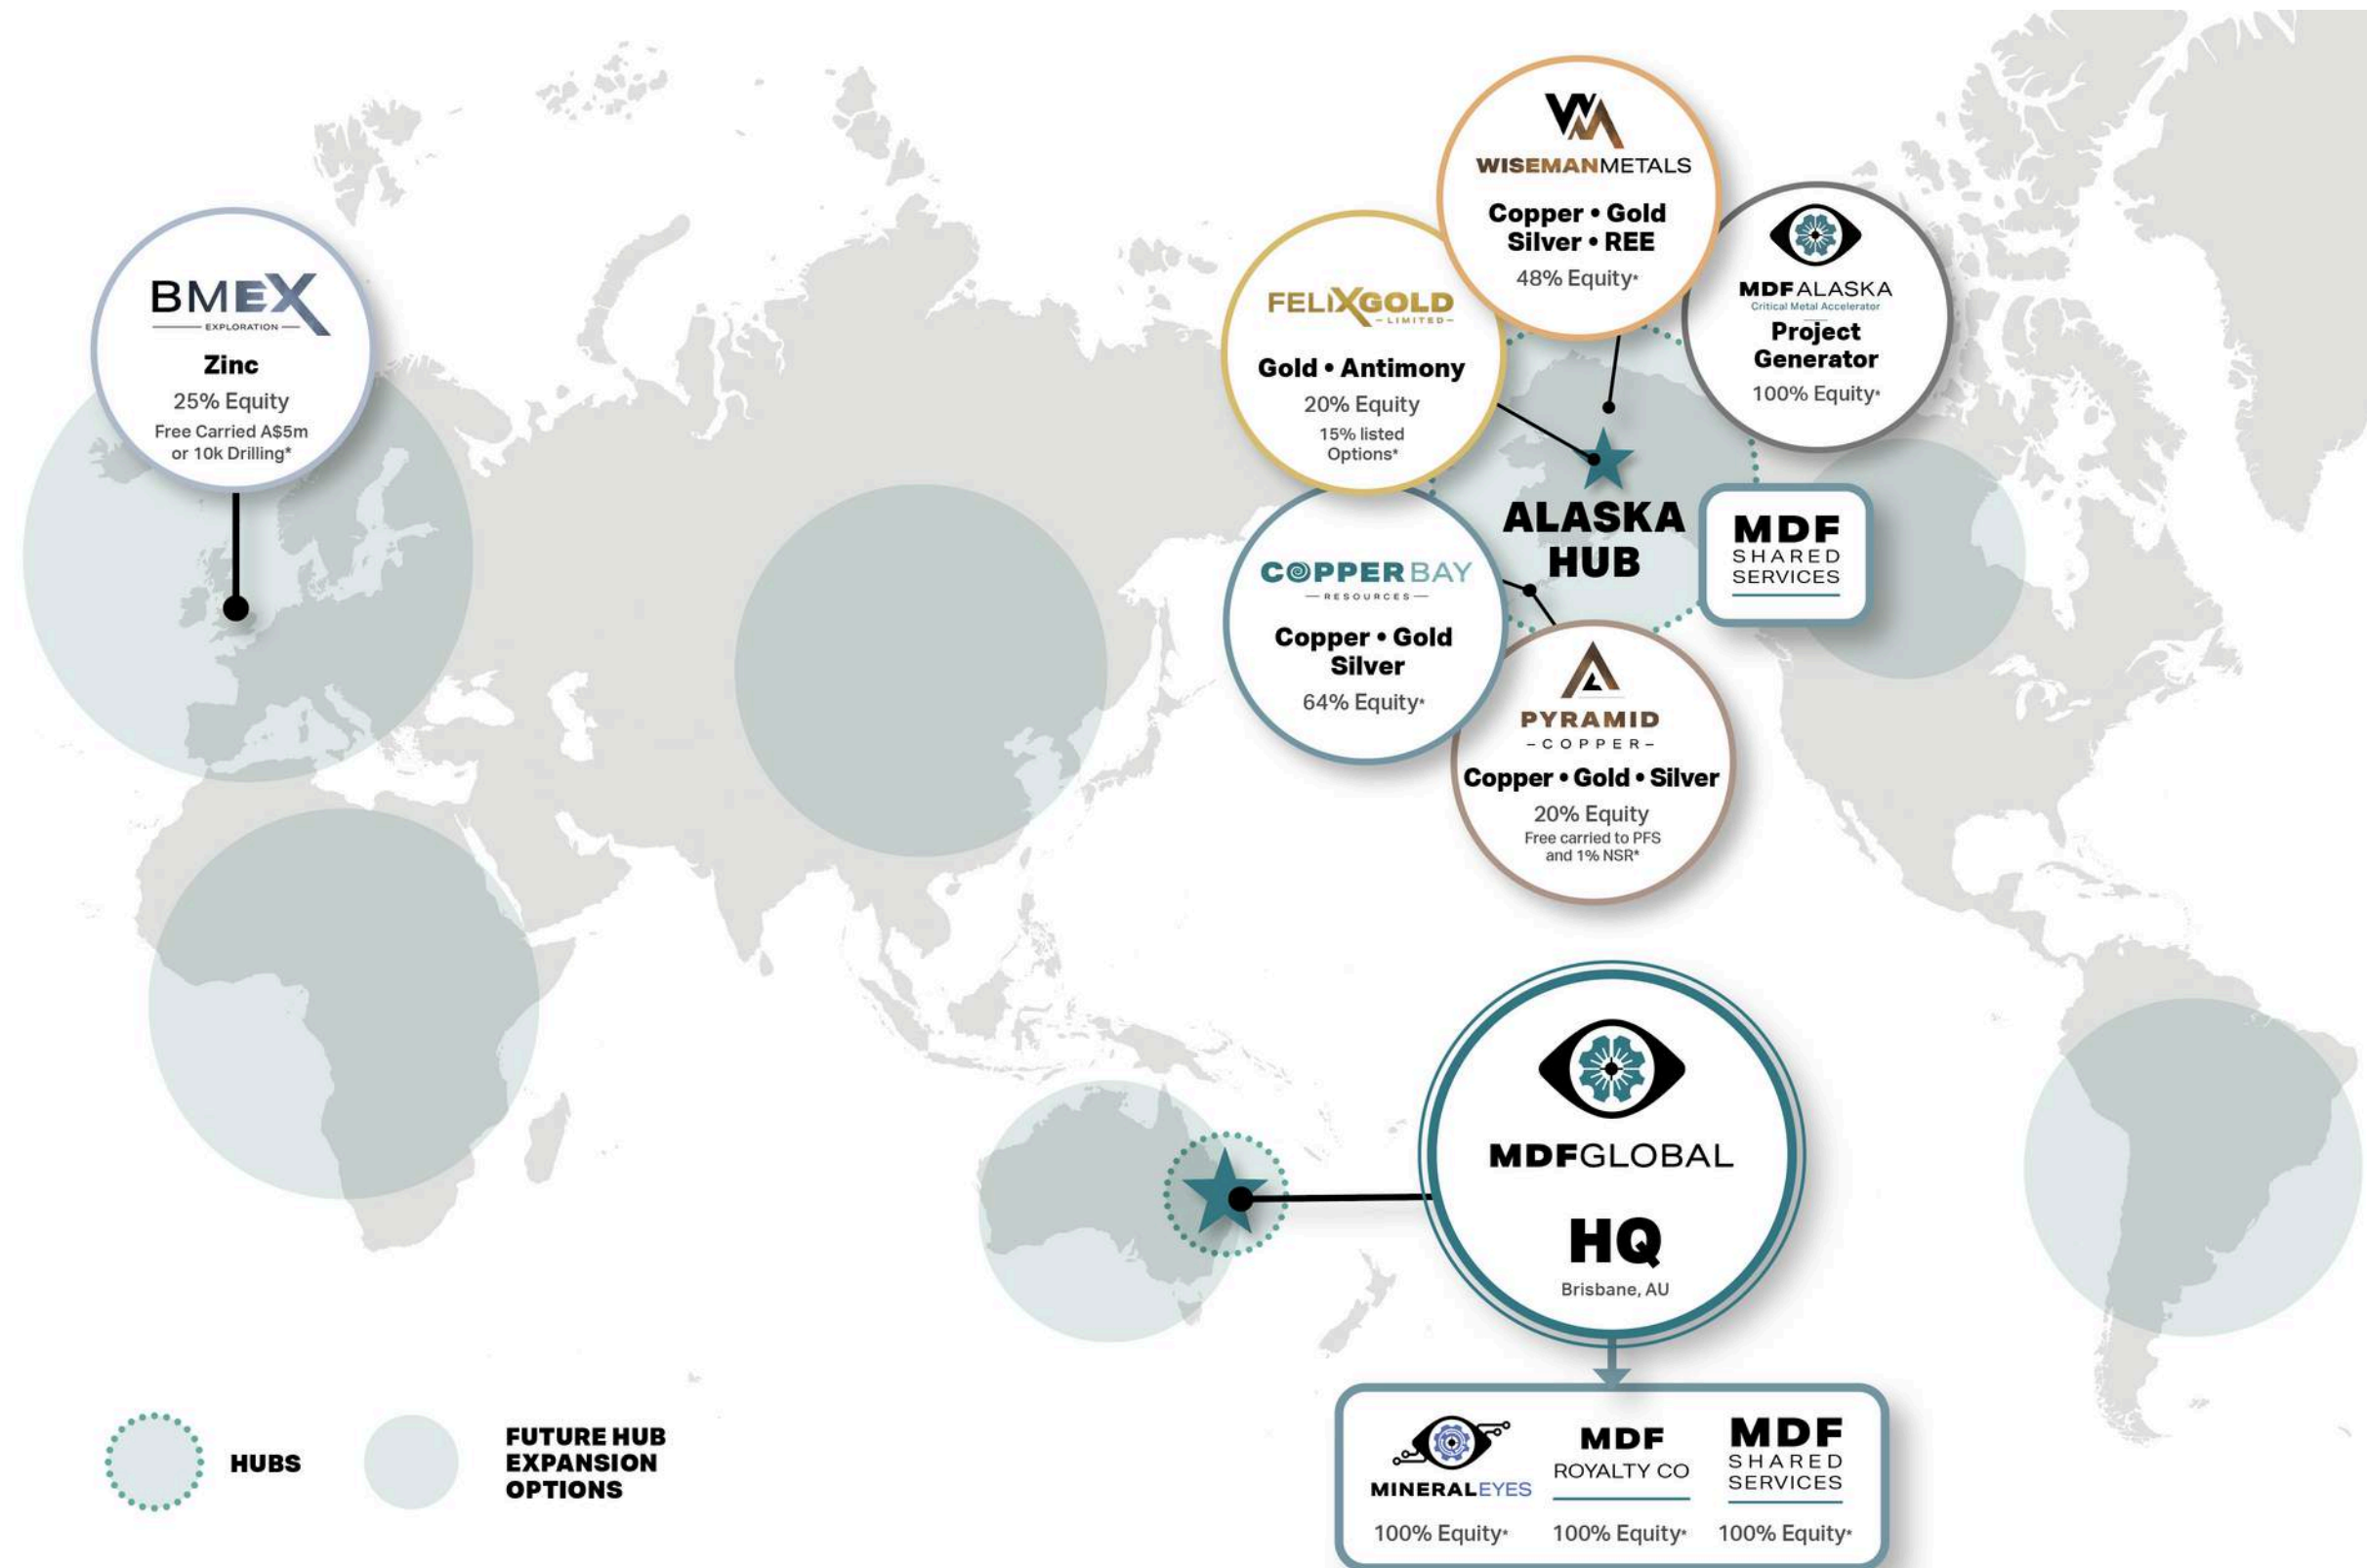 BMEX
EXPLORATION
Zinc
25% Equity
Free Carried A$5m
or 10k Drilling*
WISEMANMETALS
Copper • Gold
Silver • REE
48% Equity*
FELIXGOLD
-LIMITED-
Gold • Antimony
20% Equity
15% listed
Options*
MDFALASKA
Critical Metal Accelerator
Project
Generator
100% Equity*
ALASKA
HUB
MDF
SHARED
SERVICES
COPPER BAY
RESOURCES
Copper • Gold
Silver
64% Equity*
PYRAMID
-COPPER-
Copper • Gold • Silver
20% Equity
Free carried to PFS
and 1% NSR*
MDFGLOBAL
HQ
Brisbane, AU
MINERALEYES
100% Equity*
MDF
ROYALTY CO
100% Equity*
MDF
SHARED
SERVICES
100% Equity*
HUBS
FUTURE HUB
EXPANSION
OPTIONS